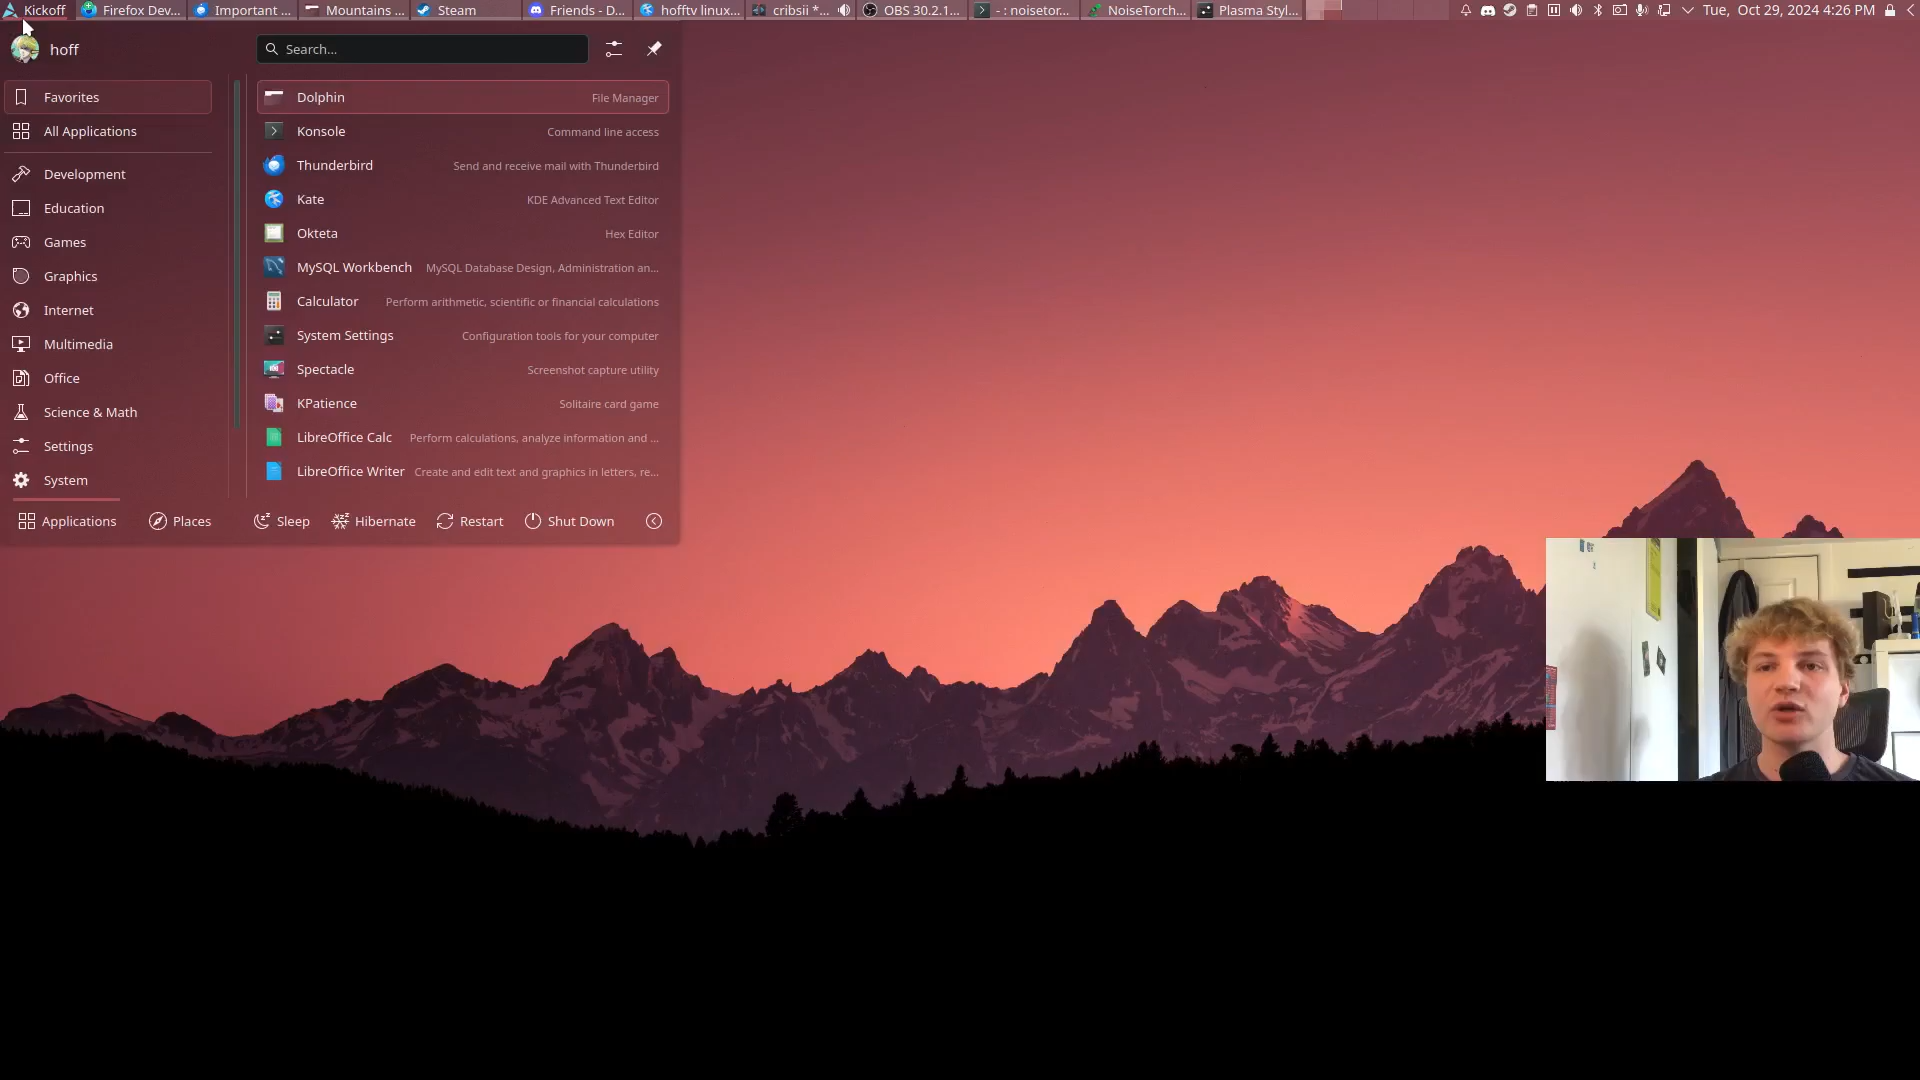 Kickoff Firefox Dev... Important ... Mountains ... Steam Friends - D... hofftv linux... cribsii *... OBS 30.2.1... - : noisetor... NoiseTorch... Plasma Styl... Tue, Oct 29, 2024 4:26 PM
hoff Search...
Favorites
All Applications
Development
Education
Games
Graphics
Internet
Multimedia
Office
Science & Math
Settings
System
Dolphin File Manager
Konsole Command line access
Thunderbird Send and receive mail with Thunderbird
Kate KDE Advanced Text Editor
Okteta Hex Editor
MySQL Workbench MySQL Database Design, Administration an...
Calculator Perform arithmetic, scientific or financial calculations
System Settings Configuration tools for your computer
Spectacle Screenshot capture utility
KPatience Solitaire card game
LibreOffice Calc Perform calculations, analyze information and ...
LibreOffice Writer Create and edit text and graphics in letters, re...
Applications Places Sleep Hibernate Restart Shut Down